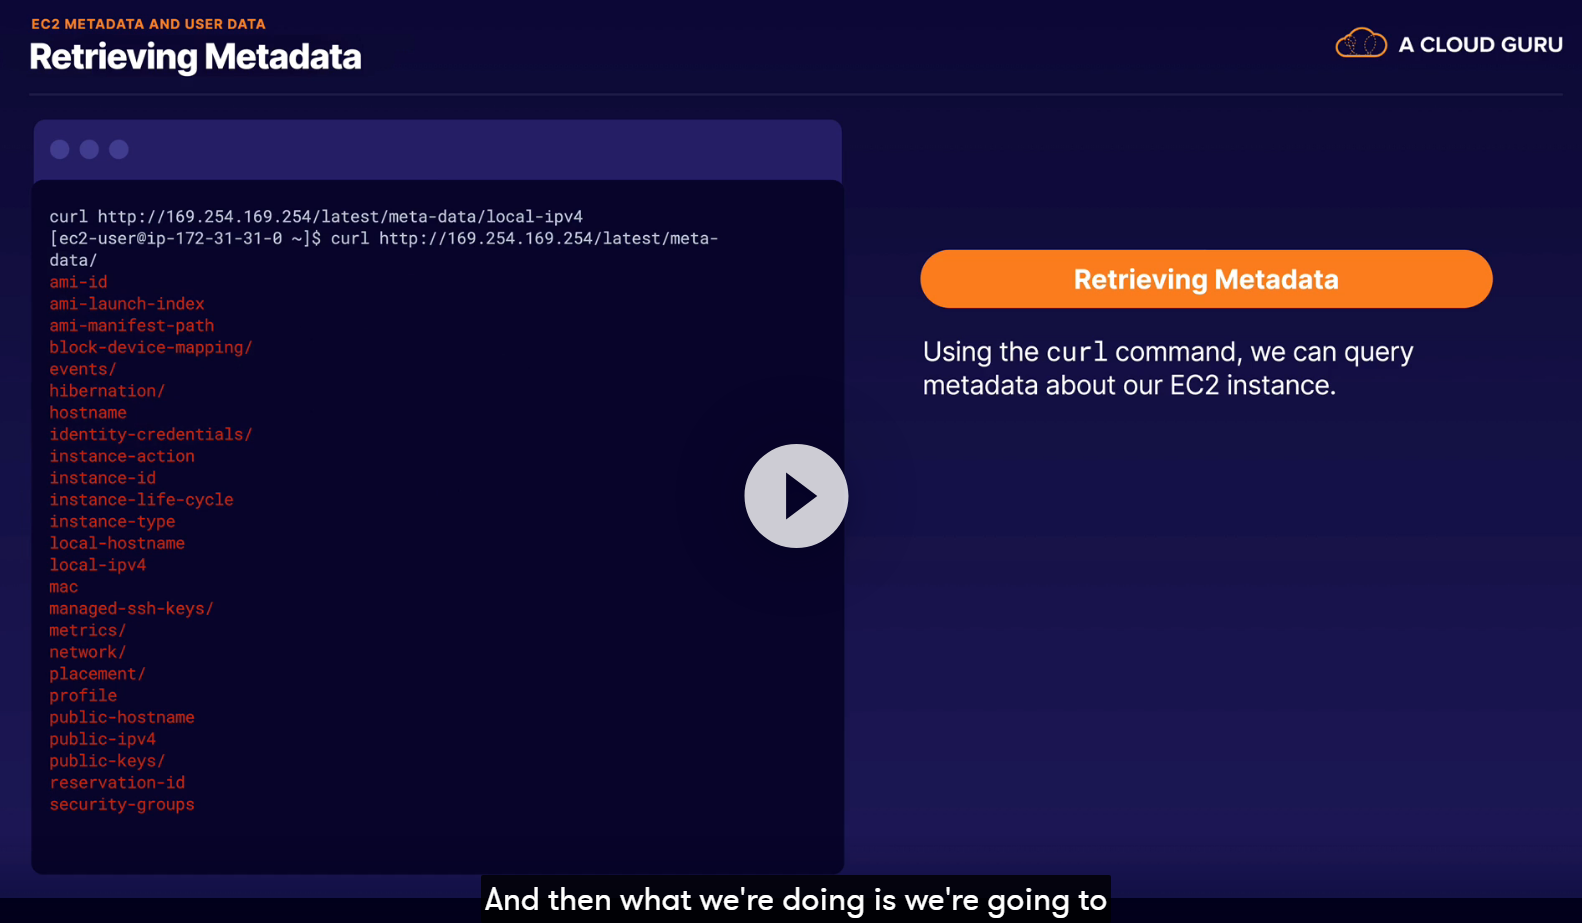 EC2 METADATA AND USER DATA
Retrieving Metadata
A CLOUD GURU
curl http://169.254.169.254/latest/meta-data/local-ipv4
[ec2-user@ip-172-31-31-0 ~]$ curl http://169.254.169.254/latest/meta-
data/
ami-id
ami-launch-index
ami-manifest-path
block-device-mapping/
events/
hibernation/
hostname
identity-credentials/
instance-action
instance-id
instance-life-cycle
instance-type
local-hostname
local-ipv4
mac
managed-ssh-keys/
metrics/
network/
placement/
profile
public-hostname
public-ipv4
public-keys/
reservation-id
security-groups
Retrieving Metadata
Using the curl command, we can query
metadata about our EC2 instance.
And then what we're doing is we're going to